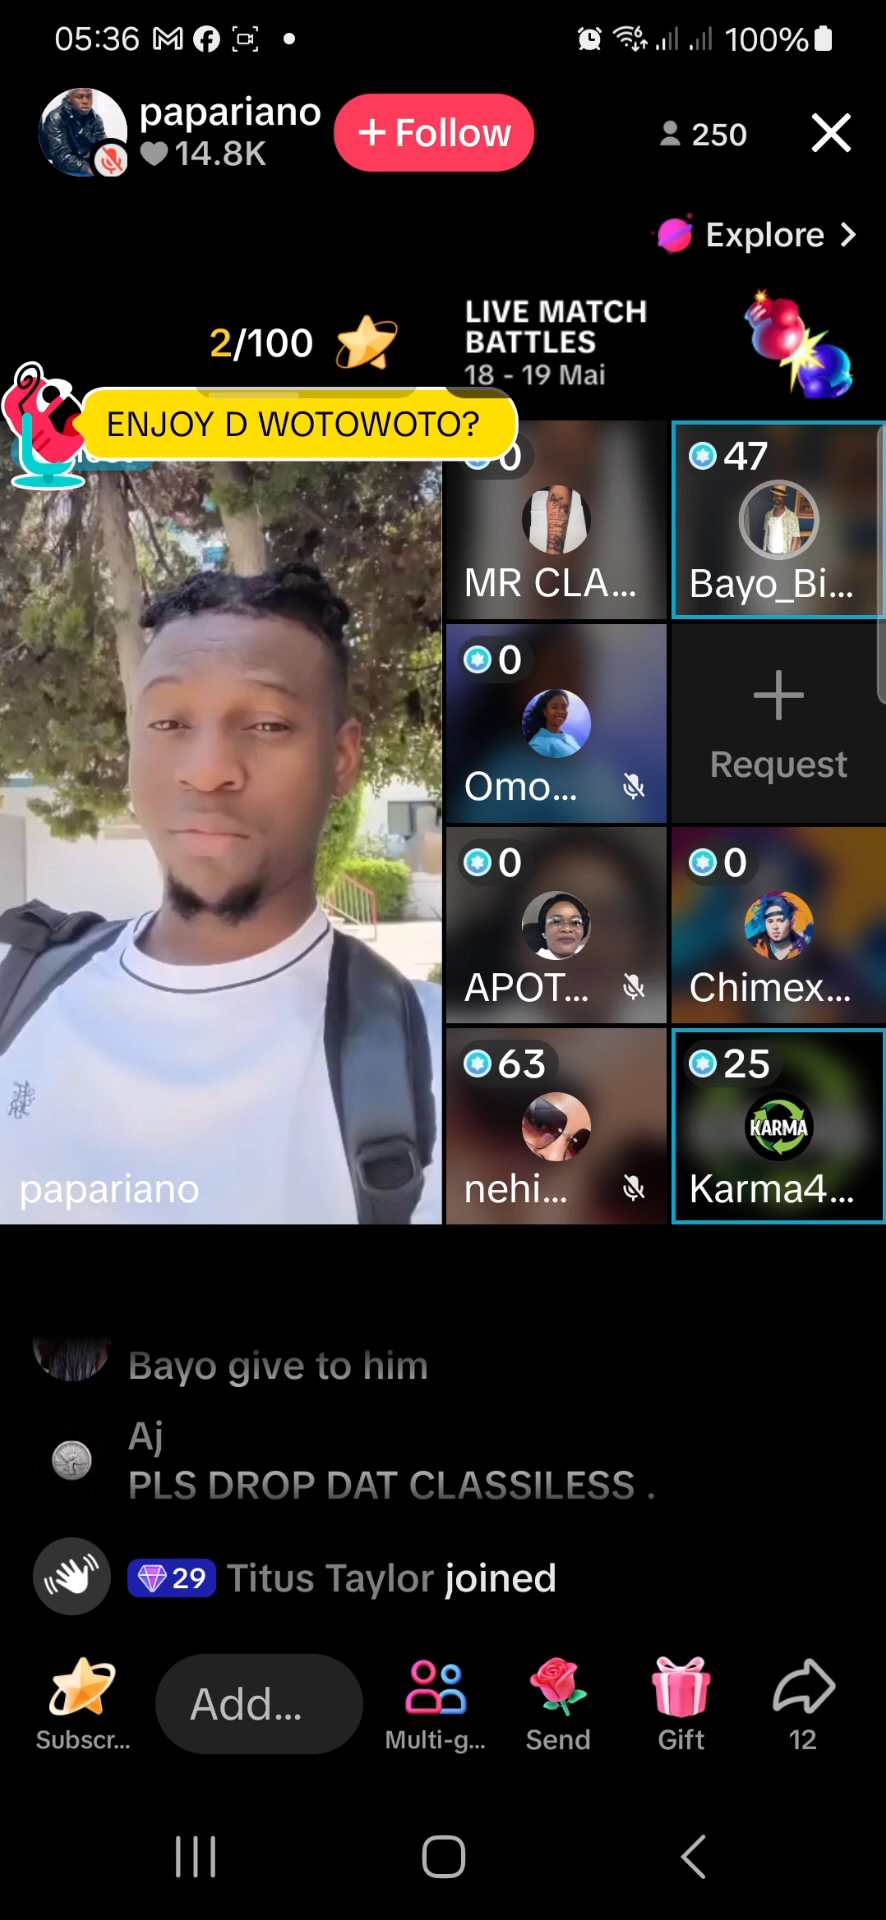 05:36
100%
papariano
14.8K
+ Follow
250
Explore >
2/100
LIVE MATCH
BATTLES
18 - 19 Mai
ENJOY D WOTOWOTO?
0
47
MR CLA...
Bayo_Bi...
0
Omo...
Request
0
0
APOT...
Chimex...
63
25
KARMA
nehi...
Karma4...
papariano
Bayo give to him
Aj
PLS DROP DAT CLASSILESS .
29 Titus Taylor joined
Add...
Subscr...
Multi-g...
Send
Gift
12